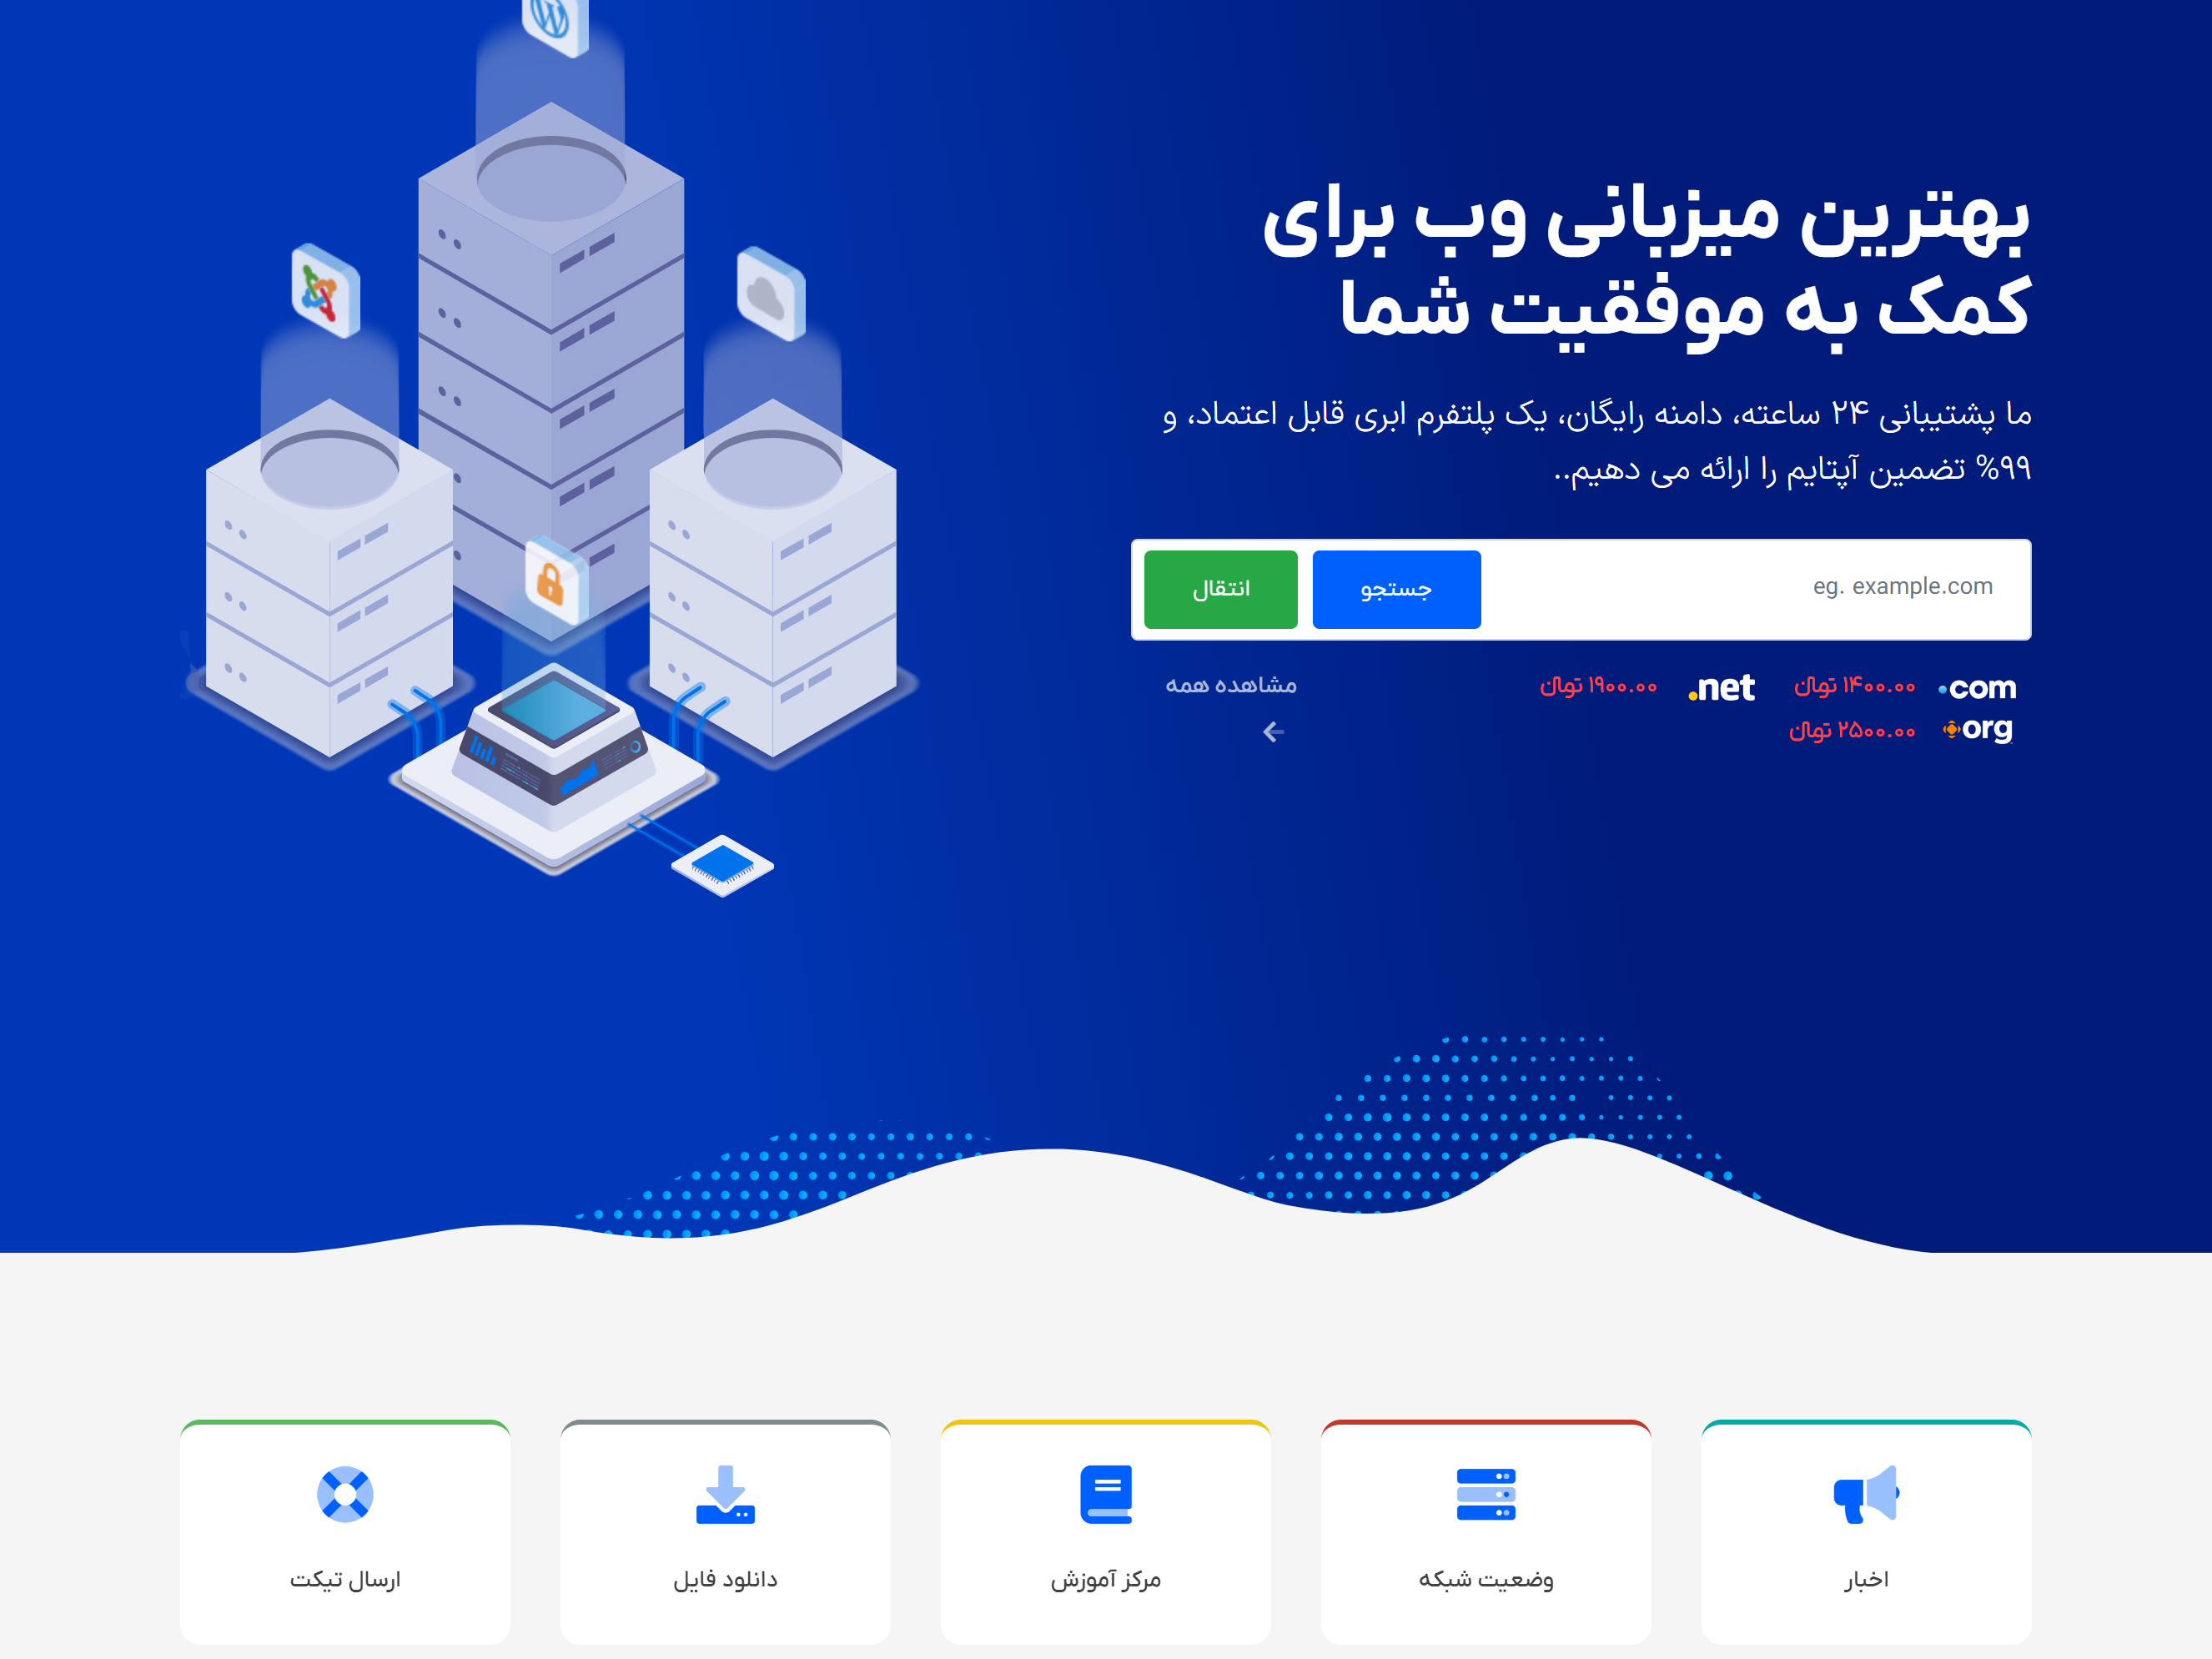 بهترین میزبانی وب برای
کمک به موفقیت شما
ما پشتیبانی ۲۴ ساعته، دامنه رایگان، یک پلتفرم ابری قابل اعتماد، و
۹۹% تضمین آپتایم را ارائه می دهیم..
eg. example.com
جستجو
انتقال
.com ۱۴۰۰.۰۰ تومان
.net ۱۹۰۰.۰۰ تومان
مشاهده همه
.org ۲۵۰۰.۰۰ تومان
اخبار
وضعیت شبکه
مرکز آموزش
دانلود فایل
ارسال تیکت